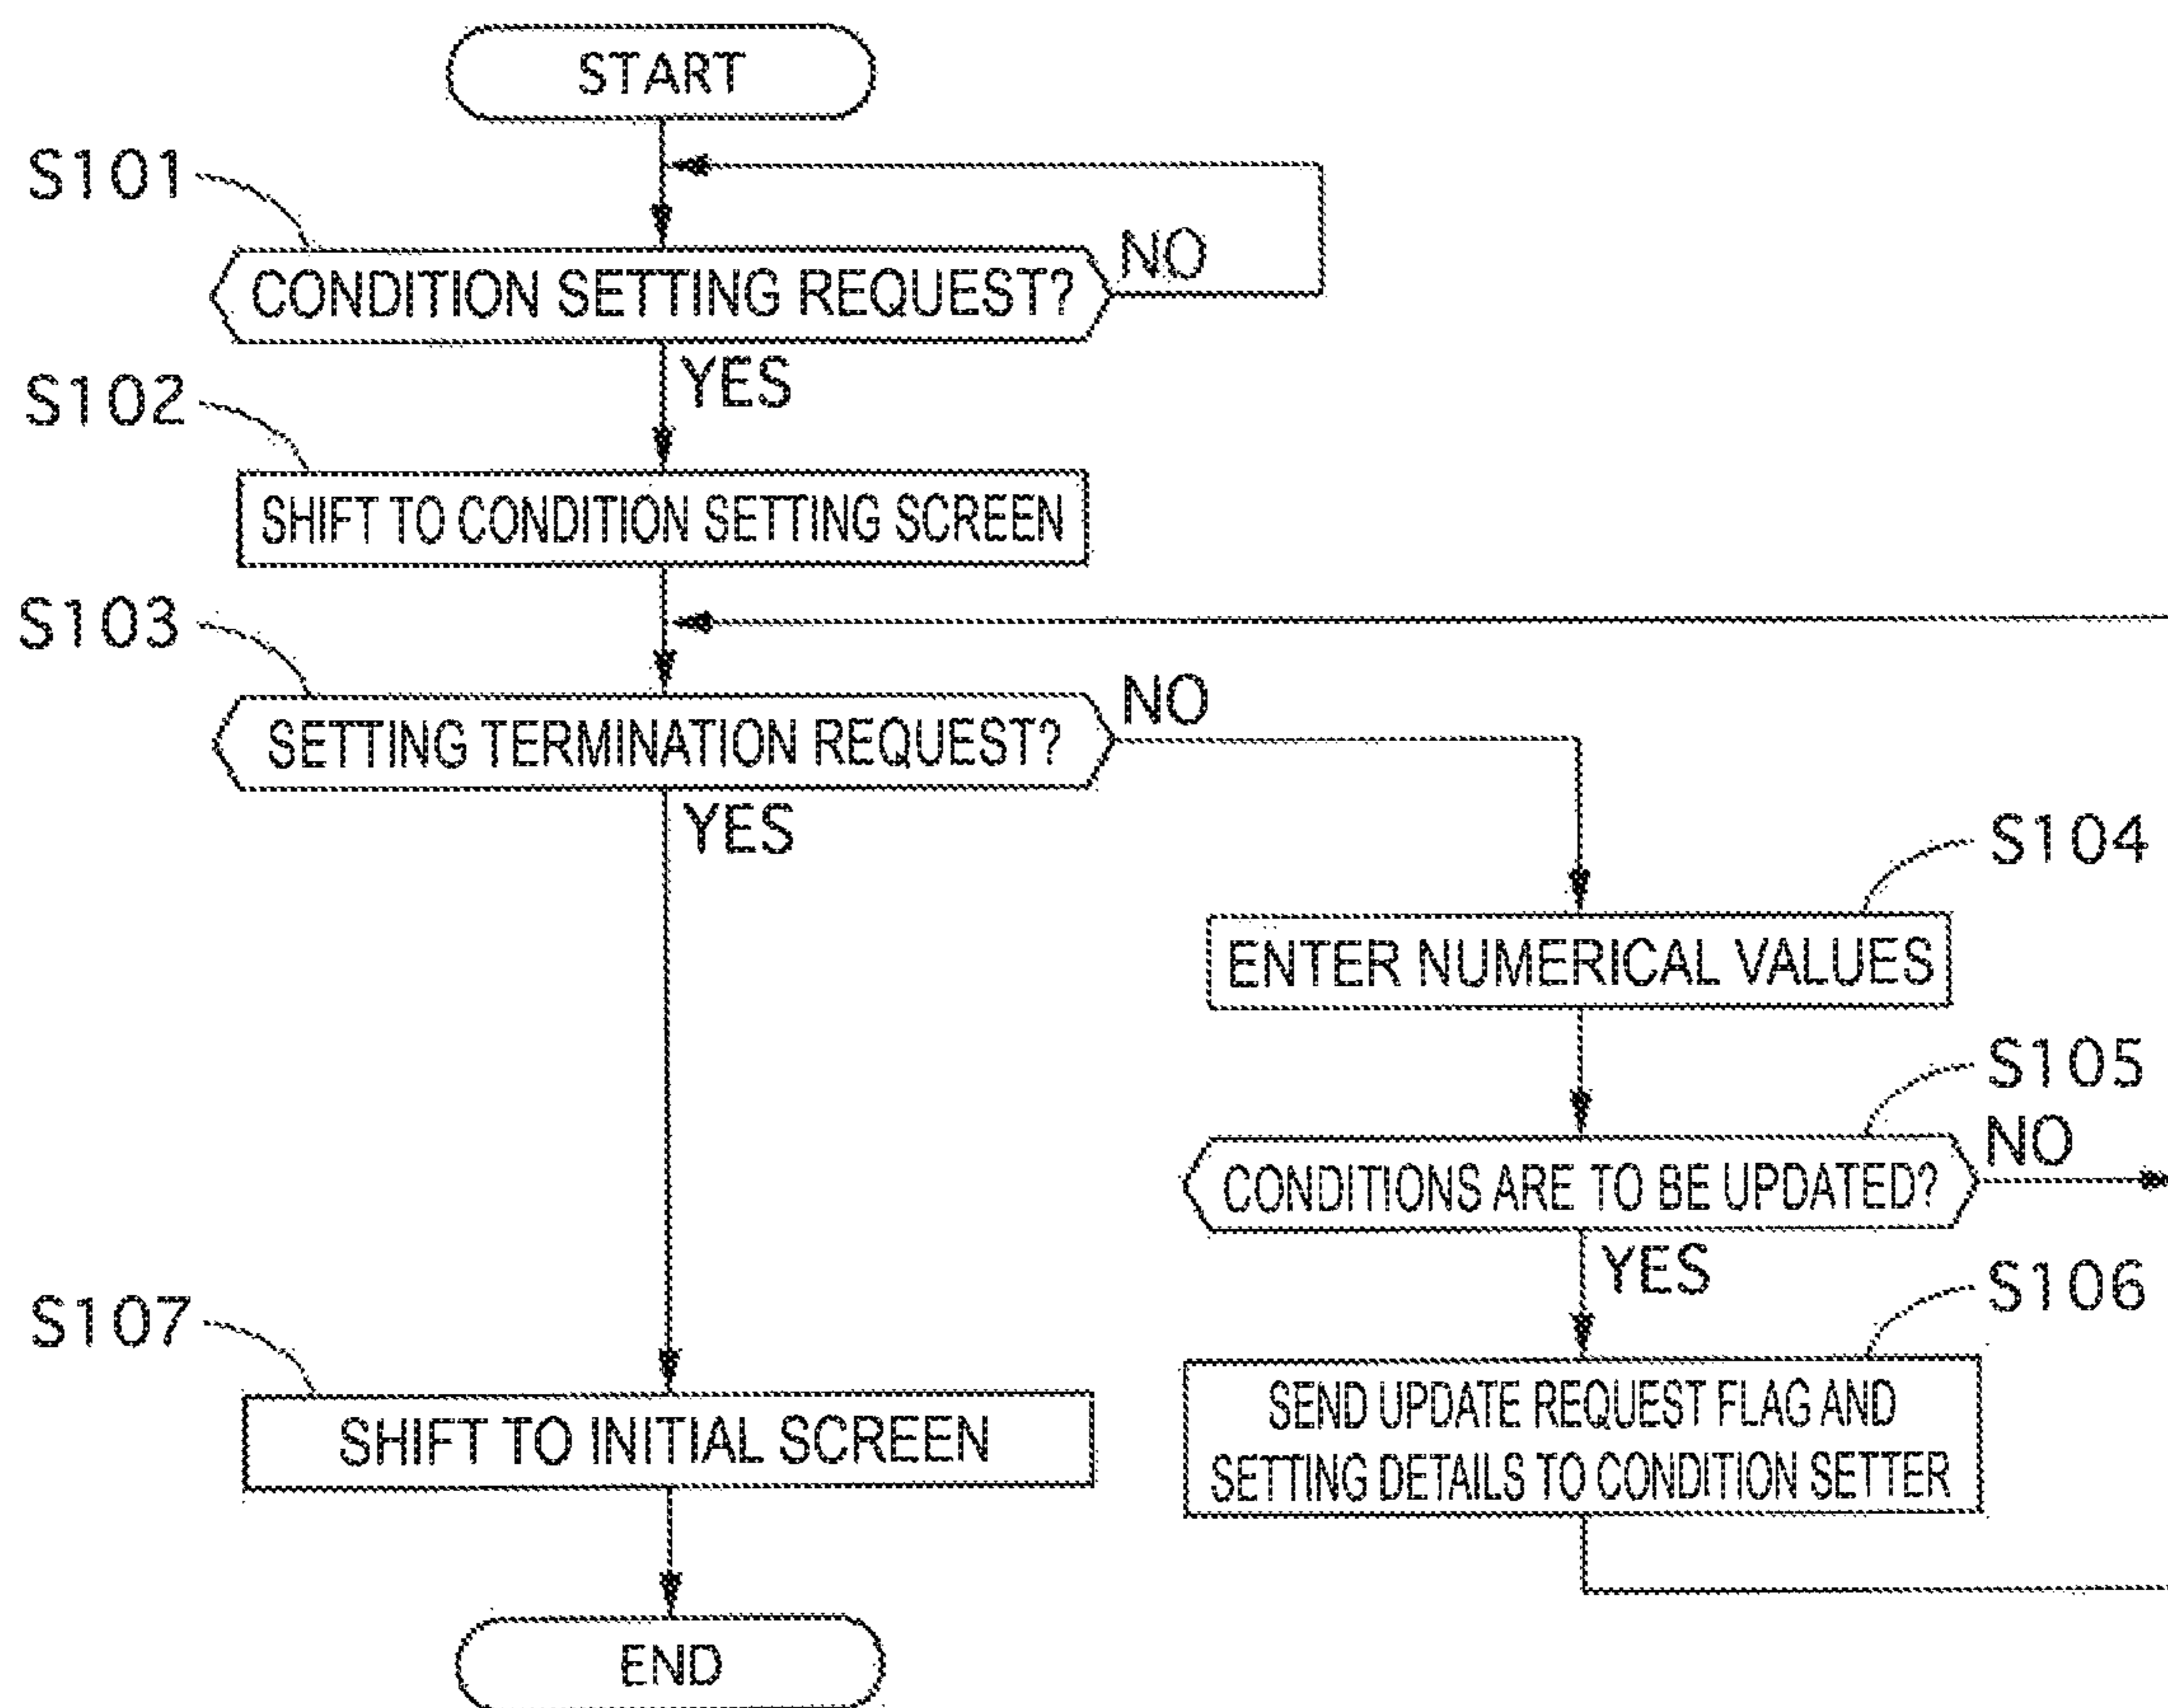 START
S101
CONDITION SETTING REQUEST?
NO
YES
S102
SHIFT TO CONDITION SETTING SCREEN
S103
SETTING TERMINATION REQUEST?
NO
YES
S104
ENTER NUMERICAL VALUES
S105
CONDITIONS ARE TO BE UPDATED?
NO
YES
S106
SEND UPDATE REQUEST FLAG AND
SETTING DETAILS TO CONDITION SETTER
S107
SHIFT TO INITIAL SCREEN
END